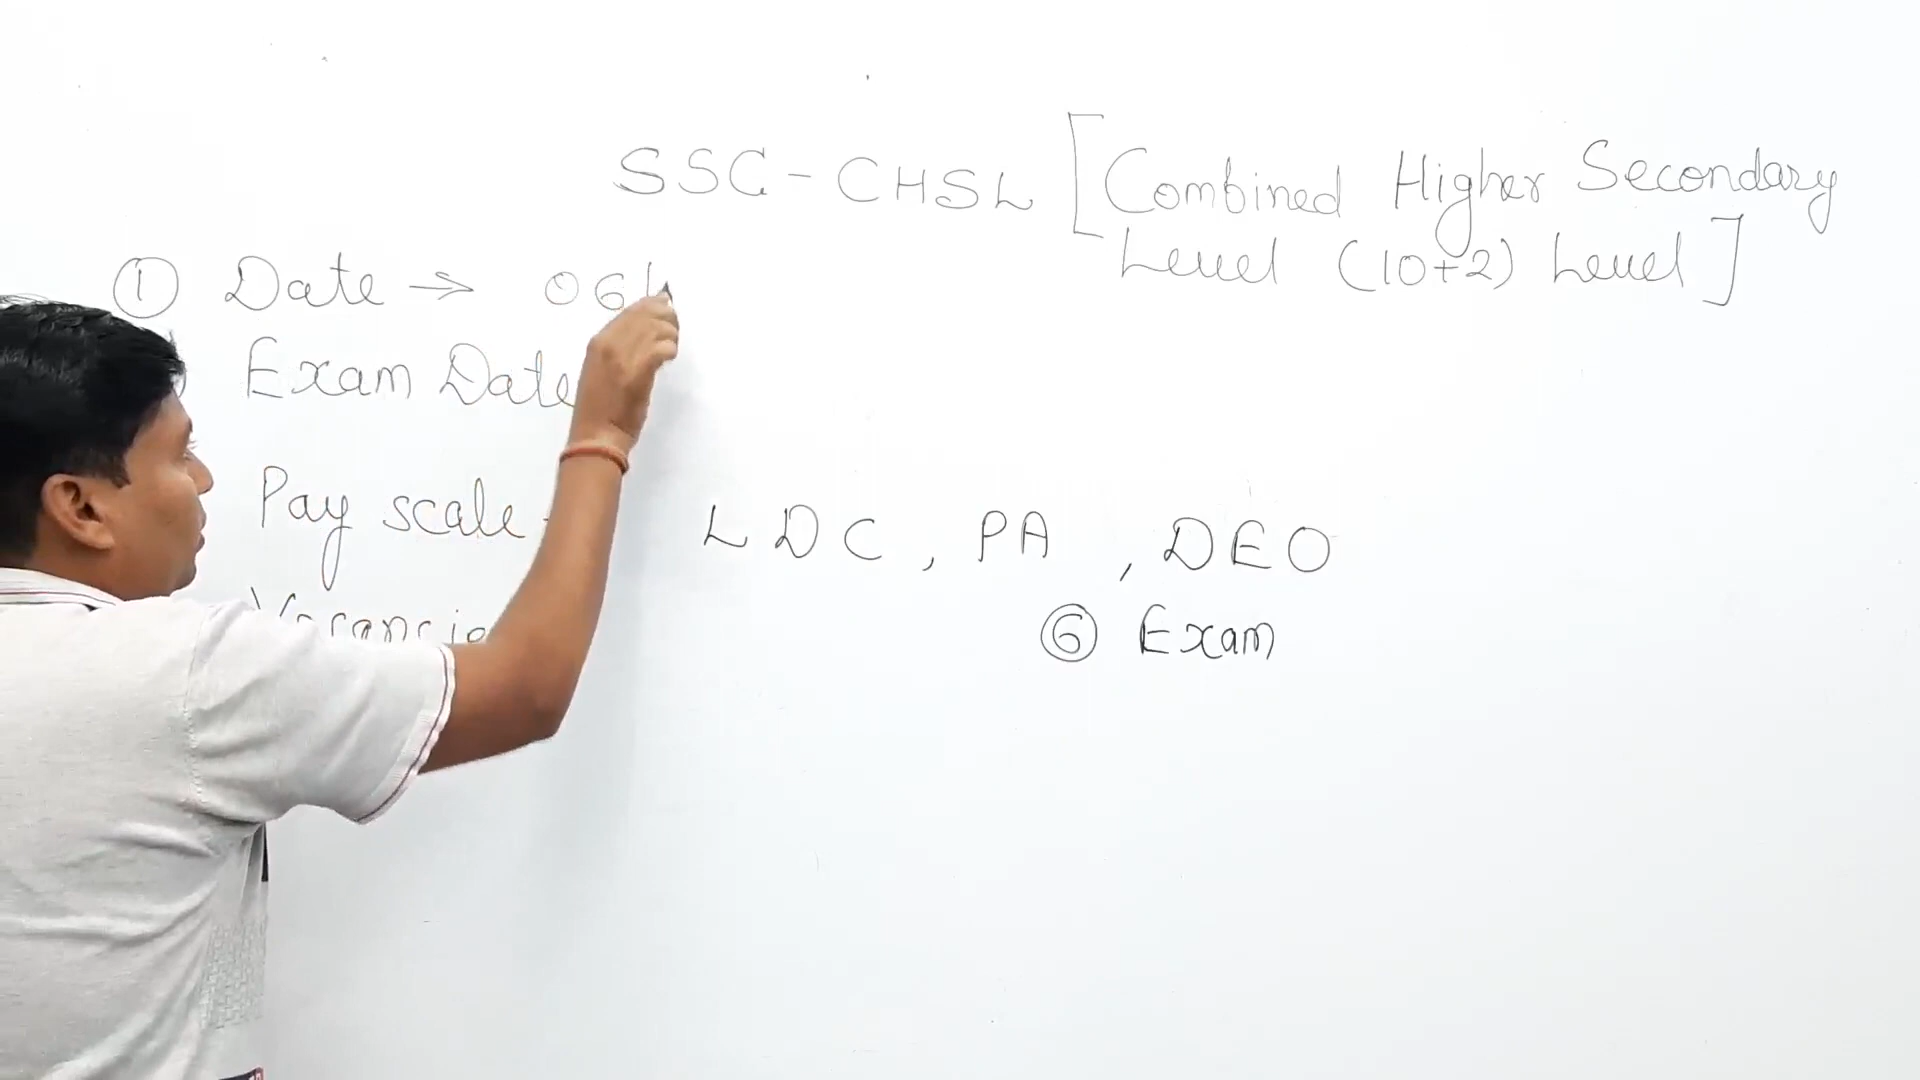 SSC - CHSL [Combined Higher Secondary
Level (10+2) Level]
① Date → 06
Exam Date
Pay scale -
LDC, PA, DEO
⑥ Exam